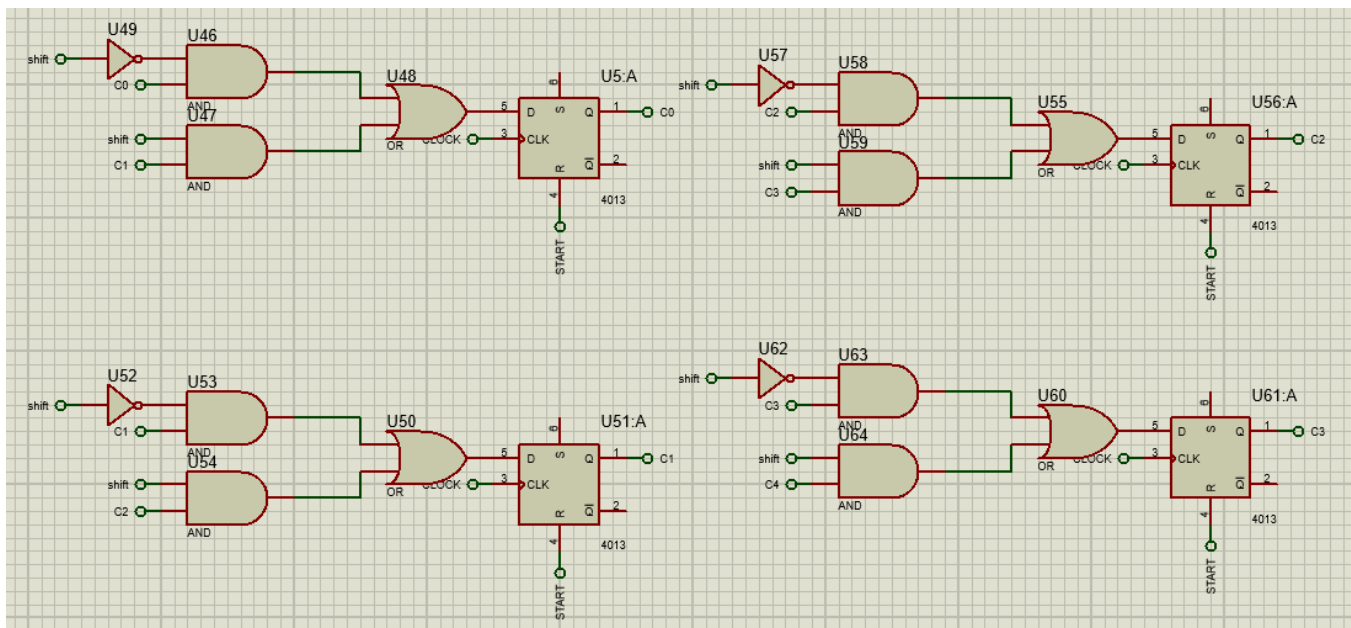 U49
U46
shift
C0
AND
U47
shift
C1
AND
U48
OR
CLOCK
U5:A
5
D
S
6
Q
1
C0
3
CLK
R
4
Q
2
4013
START
U57
U58
shift
C2
AND
U59
shift
C3
AND
U55
OR
CLOCK
U56:A
5
D
S
6
Q
1
C2
3
CLK
R
4
Q
2
4013
START
U52
U53
shift
C1
AND
U54
shift
C2
AND
U50
OR
CLOCK
U51:A
5
D
S
6
Q
1
C1
3
CLK
R
4
Q
2
4013
START
U62
U63
shift
C3
AND
U64
shift
C4
AND
U60
OR
CLOCK
U61:A
5
D
S
6
Q
1
C3
3
CLK
R
4
Q
2
4013
START